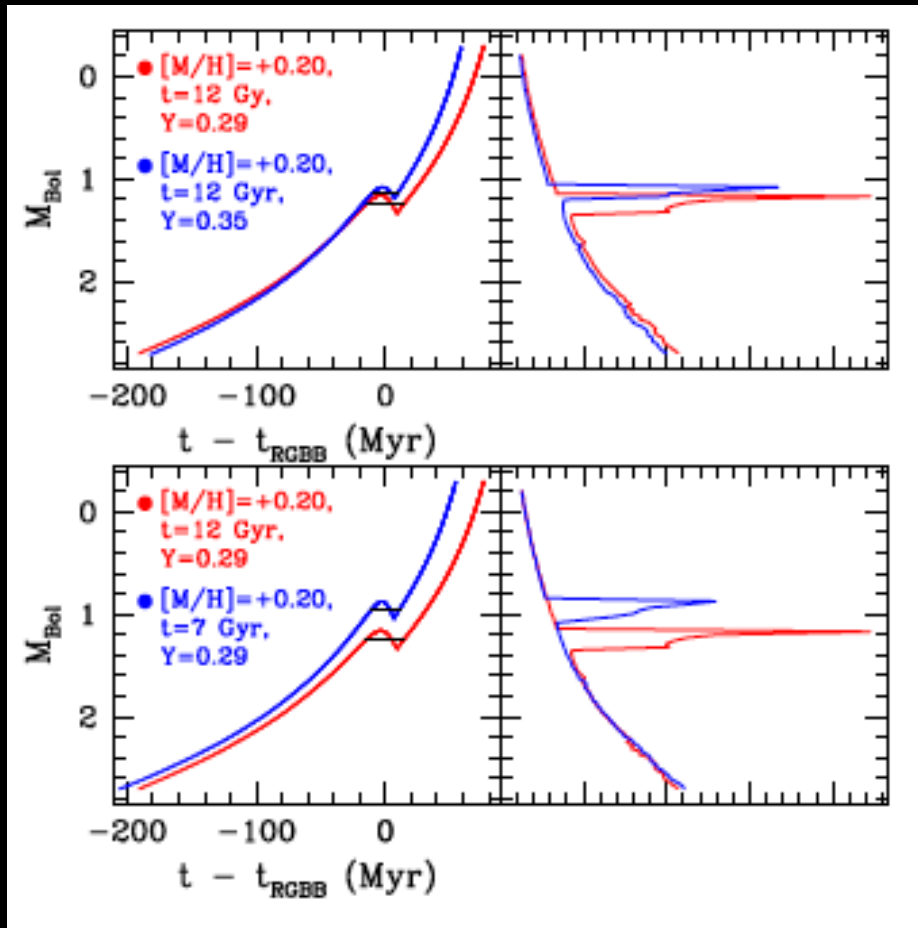 [M/H]=+0.20,
t=12 Gy,
Y=0.29
[M/H]=+0.20,
t=12 Gyr,
Y=0.35
M_Bol
0
1
2
−200
−100
0
t − t_RGBB (Myr)
[M/H]=+0.20,
t=12 Gyr,
Y=0.29
[M/H]=+0.20,
t=7 Gyr,
Y=0.29
M_Bol
0
1
2
−200
−100
0
t − t_RGBB (Myr)